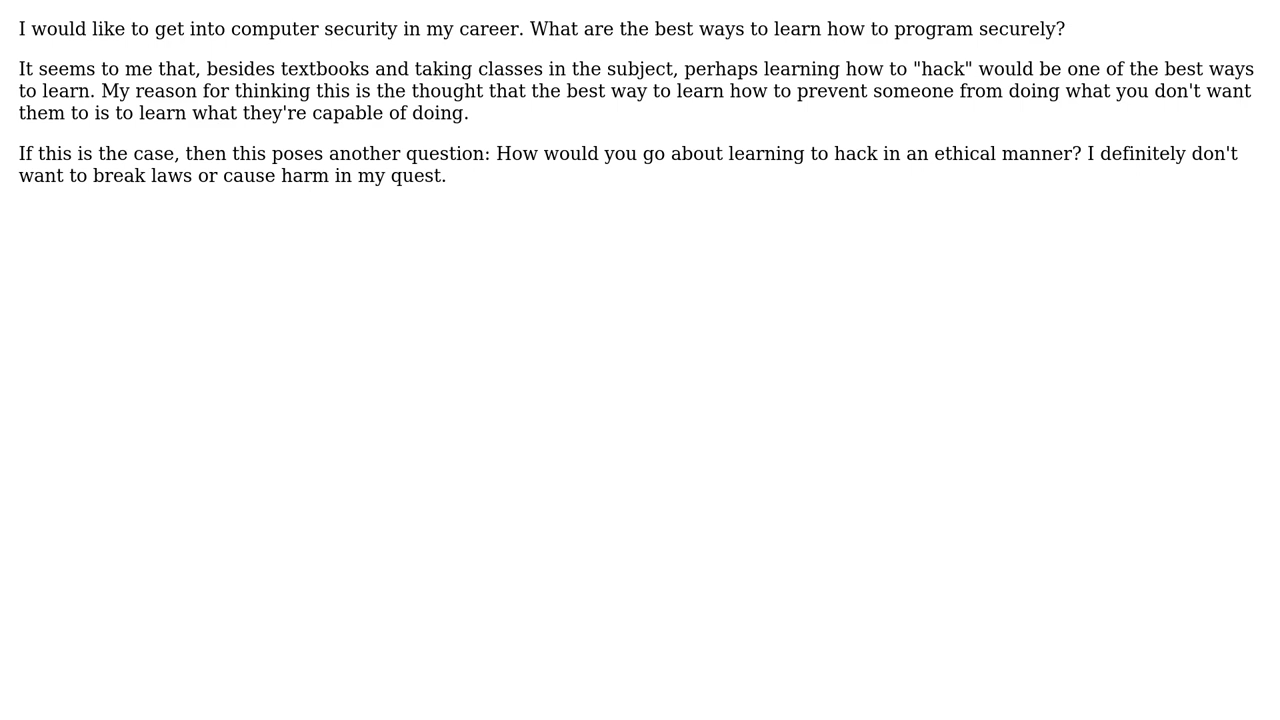 I would like to get into computer security in my career. What are the best ways to learn how to program securely?
It seems to me that, besides textbooks and taking classes in the subject, perhaps learning how to "hack" would be one of the best ways
to learn. My reason for thinking this is the thought that the best way to learn how to prevent someone from doing what you don't want
them to is to learn what they're capable of doing.
If this is the case, then this poses another question: How would you go about learning to hack in an ethical manner? I definitely don't
want to break laws or cause harm in my quest.